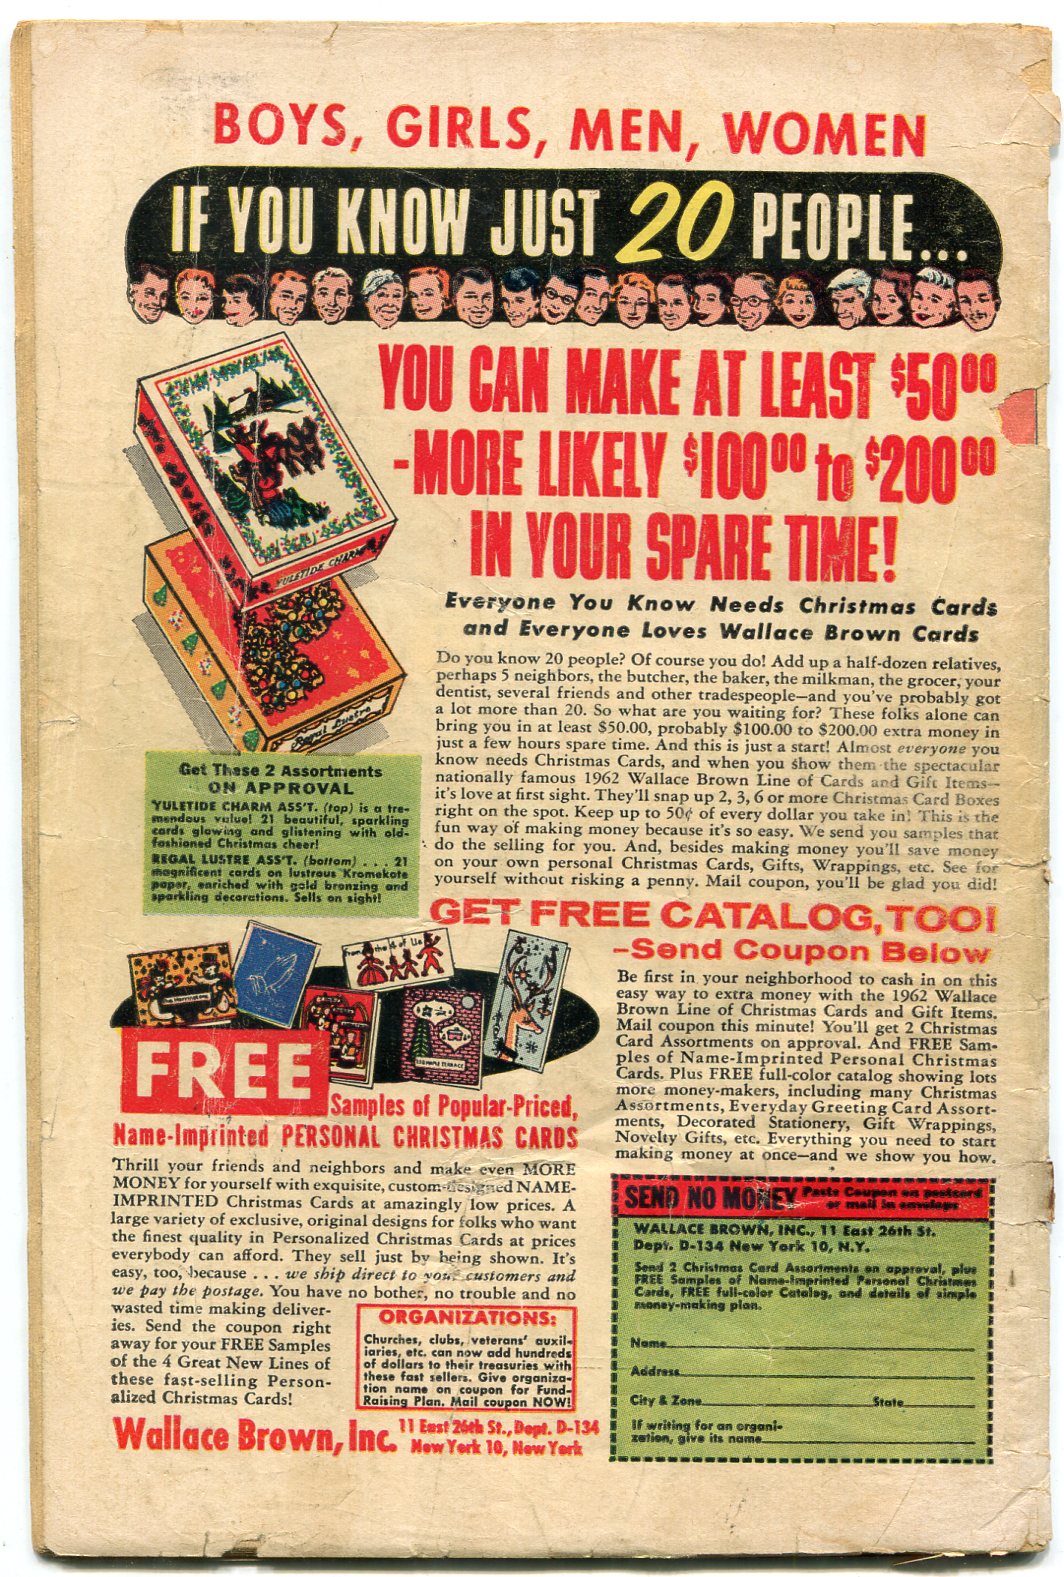 BOYS, GIRLS, MEN, WOMEN
IF YOU KNOW JUST 20 PEOPLE...
YOU CAN MAKE AT LEAST $50⁰⁰
-MORE LIKELY $100⁰⁰ to $200⁰⁰
IN YOUR SPARE TIME!
YULETIDE CHARM
Regal Lustre
Everyone You Know Needs Christmas Cards
and Everyone Loves Wallace Brown Cards
Do you know 20 people? Of course you do! Add up a half-dozen relatives,
perhaps 5 neighbors, the butcher, the baker, the milkman, the grocer, your
dentist, several friends and other tradespeople—and you've probably got
a lot more than 20. So what are you waiting for? These folks alone can
bring you in at least $50.00, probably $100.00 to $200.00 extra money in
just a few hours spare time. And this is just a start! Almost everyone you
know needs Christmas Cards, and when you show them the spectacular
nationally famous 1962 Wallace Brown Line of Cards and Gift Items—
it's love at first sight. They'll snap up 2, 3, 6 or more Christmas Card Boxes
right on the spot. Keep up to 50¢ of every dollar you take in! This is the
fun way of making money because it's so easy. We send you samples that
do the selling for you. And, besides making money you'll save money
on your own personal Christmas Cards, Gifts, Wrappings, etc. See for
yourself without risking a penny. Mail coupon, you'll be glad you did!
Get These 2 Assortments
ON APPROVAL
YULETIDE CHARM ASS'T. (top) is a tre-
mendous value! 21 beautiful, sparkling
cards glowing and glistening with old-
fashioned Christmas cheer!
REGAL LUSTRE ASS'T. (bottom) . . . 21
magnificent cards on lustrous Kromekote
paper, enriched with gold bronzing and
sparkling decorations. Sells on sight!
GET FREE CATALOG, TOO!
—Send Coupon Below
Be first in your neighborhood to cash in on this
easy way to extra money with the 1962 Wallace
Brown Line of Christmas Cards and Gift Items.
Mail coupon this minute! You'll get 2 Christmas
Card Assortments on approval. And FREE Sam-
ples of Name-Imprinted Personal Christmas
Cards. Plus FREE full-color catalog showing lots
more money-makers, including many Christmas
Assortments, Everyday Greeting Card Assort-
ments, Decorated Stationery, Gift Wrappings,
Novelty Gifts, etc. Everything you need to start
making money at once—and we show you how.
from the 4 of Us
The Harringtons
MAPLE TERRACE
FREE
Samples of Popular-Priced,
Name-Imprinted PERSONAL CHRISTMAS CARDS
Thrill your friends and neighbors and make even MORE
MONEY for yourself with exquisite, custom-designed NAME-
IMPRINTED Christmas Cards at amazingly low prices. A
large variety of exclusive, original designs for folks who want
the finest quality in Personalized Christmas Cards at prices
everybody can afford. They sell just by being shown. It's
easy, too, because . . . we ship direct to your customers and
we pay the postage. You have no bother, no trouble and no
wasted time making deliver-
ies. Send the coupon right
away for your FREE Samples
of the 4 Great New Lines of
these fast-selling Person-
alized Christmas Cards!
ORGANIZATIONS:
Churches, clubs, veterans' auxil-
iaries, etc. can now add hundreds
of dollars to their treasuries with
these fast sellers. Give organiza-
tion name on coupon for Fund-
Raising Plan. Mail coupon NOW!
Wallace Brown, Inc. 11 East 26th St., Dept. D-134
New York 10, New York
SEND NO MONEY Paste Coupon on postcard
or mail in envelope
WALLACE BROWN, INC., 11 East 26th St.
Dept. D-134 New York 10, N.Y.
Send 2 Christmas Card Assortments on approval, plus
FREE Samples of Name-Imprinted Personal Christmas
Cards, FREE full-color Catalog, and details of simple
money-making plan.
Name
Address
City & Zone State
If writing for an organi-
zation, give its name